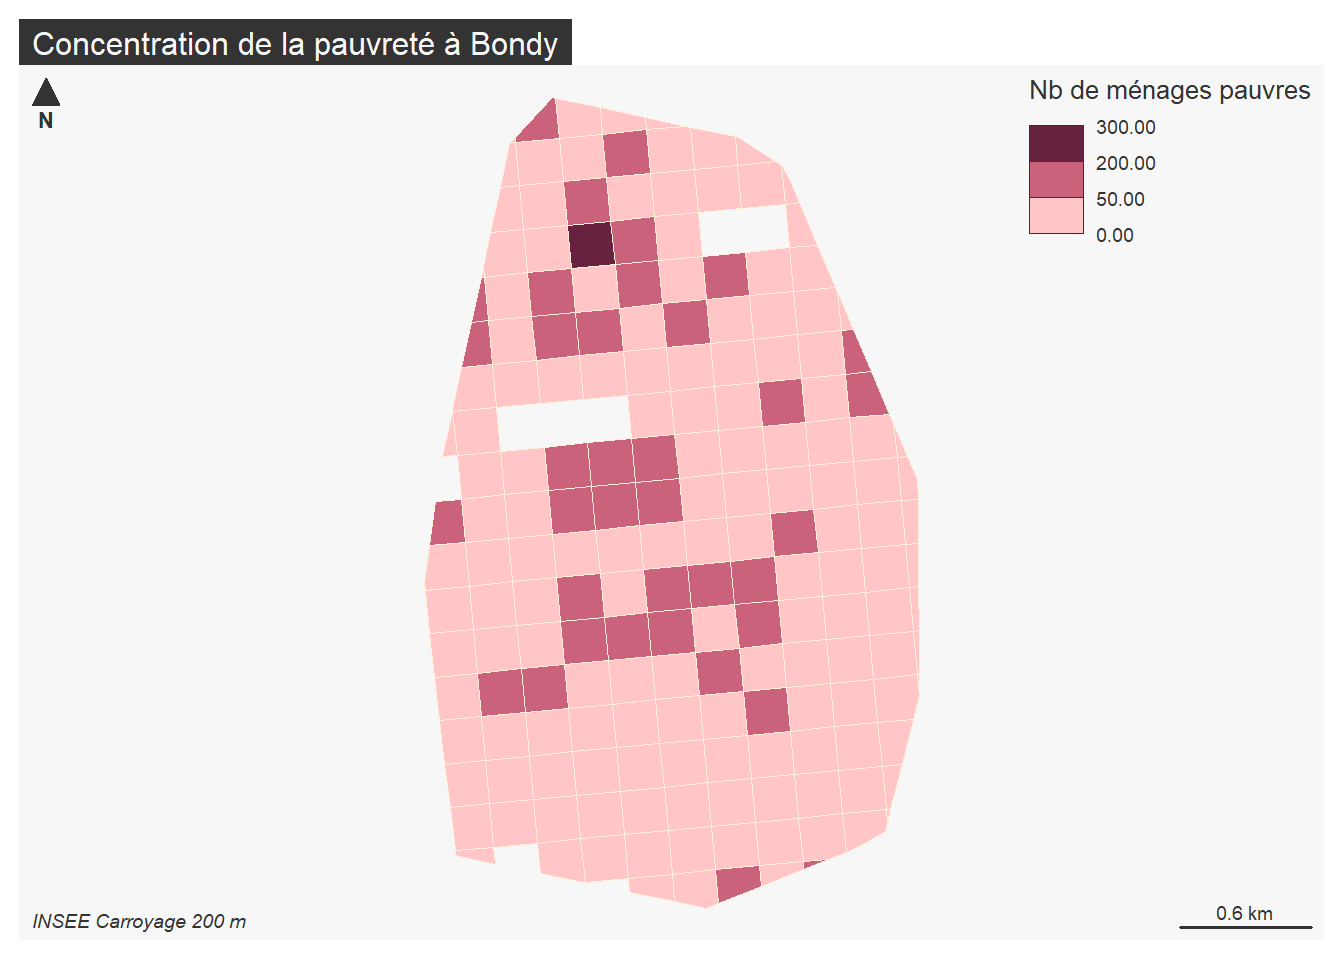 Concentration de la pauvreté à Bondy
N
Nb de ménages pauvres
300.00
200.00
50.00
0.00
INSEE Carroyage 200 m
0.6 km